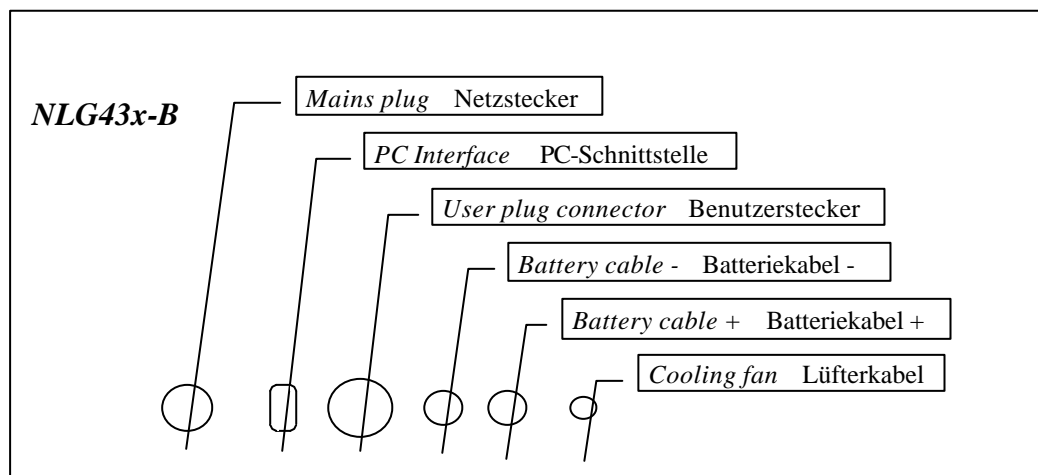 Mains plug Netzstecker
NLG43x-B
PC Interface PC-Schnittstelle
User plug connector Benutzerstecker
Battery cable - Batteriekabel -
Battery cable + Batteriekabel +
Cooling fan Lüfterkabel